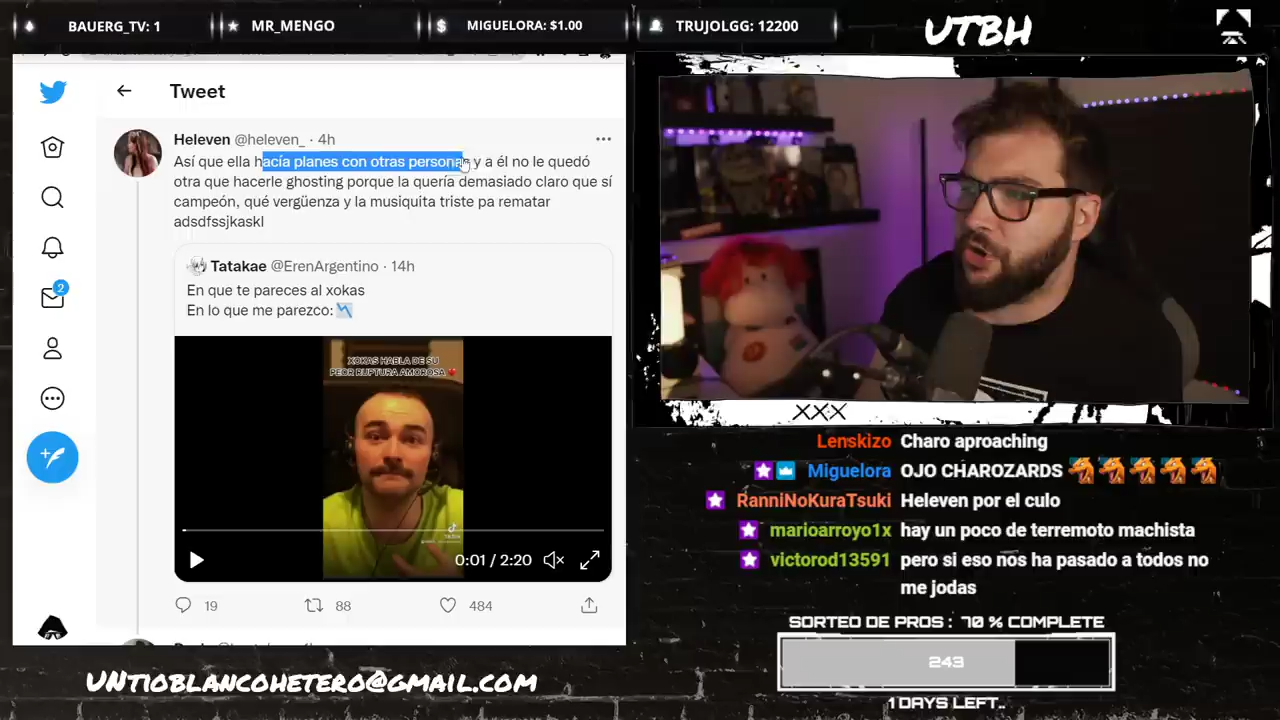 BAUERG_TV: 1
MR_MENGO
MIGUELORA: $1.00
TRUJOLGG: 12200
UTBH
Tweet
Heleven @heleven_ · 4h
Así que ella hacía planes con otras personas y a él no le quedó
otra que hacerle ghosting porque la quería demasiado claro que sí
campeón, qué vergüenza y la musiquita triste pa rematar
adsdfssjkaskl
Tatakae @ErenArgentino · 14h
En que te pareces al xokas
En lo que me parezco:
XOKAS HABLA DE SU
PEOR RUPTURA AMOROSA
0:01 / 2:20
19
88
484
2
XXX
Lenskizo Charo aproaching
Miguelora OJO CHAROZARDS
RanniNoKuraTsuki Heleven por el culo
marioarroyo1x hay un poco de terremoto machista
victorod13591 pero si eso nos ha pasado a todos no
me jodas
SORTEO DE PROS : 70 % COMPLETE
243
1 DAYS LEFT..
UNTIOBLANCOHETERO@GMAIL.COM